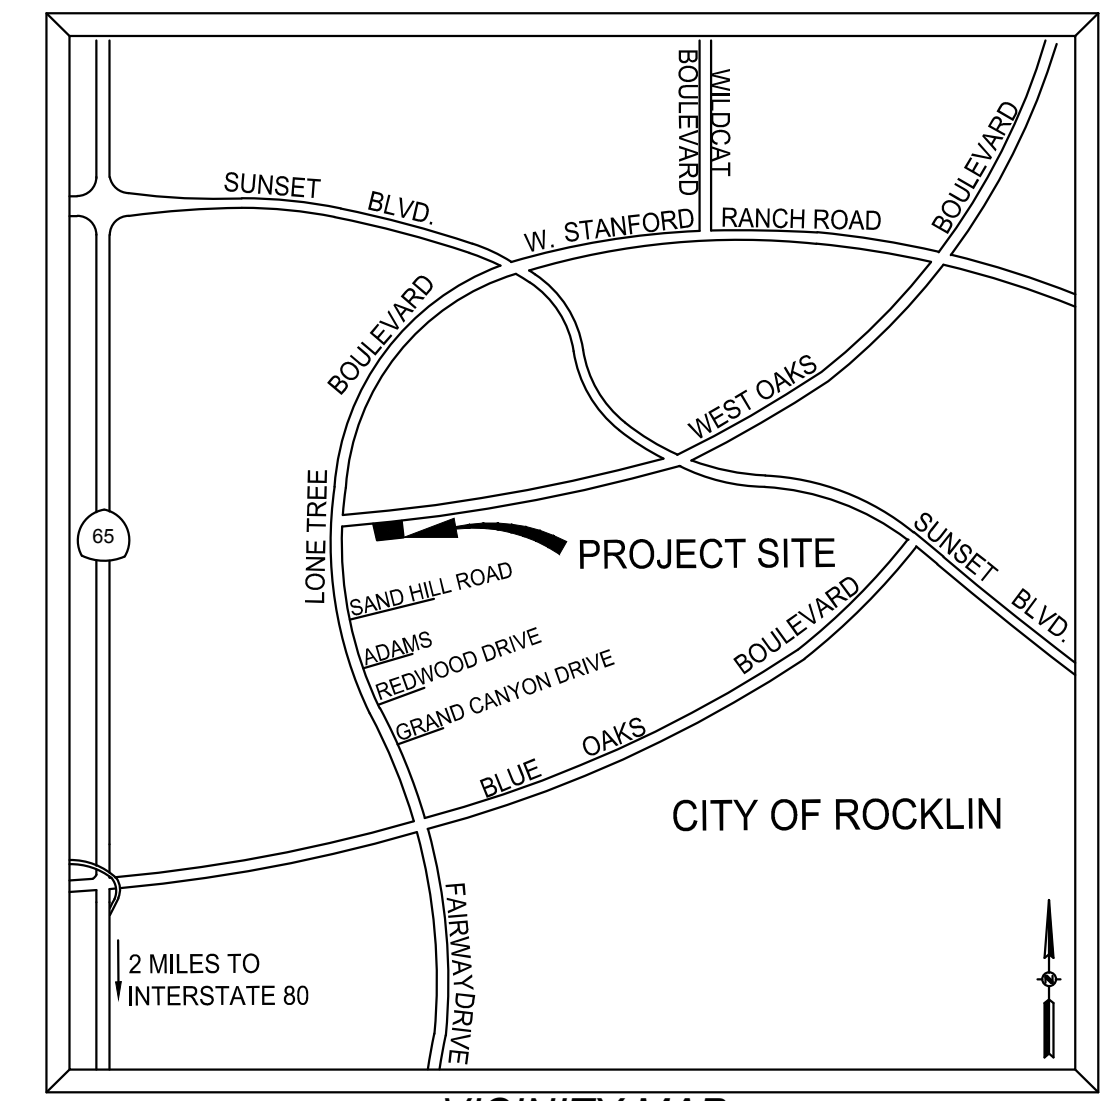 BOULEVARD
WILDCAT
BOULEVARD
SUNSET BLVD.
W. STANFORD RANCH ROAD
BOULEVARD
WEST OAKS
65
LONE TREE
PROJECT SITE
SUNSET BLVD.
SAND HILL ROAD
ADAMS
REDWOOD DRIVE
GRAND CANYON DRIVE
BOULEVARD
BLUE OAKS
CITY OF ROCKLIN
FAIRWAY DRIVE
2 MILES TO
INTERSTATE 80
N
VICINITY MAP